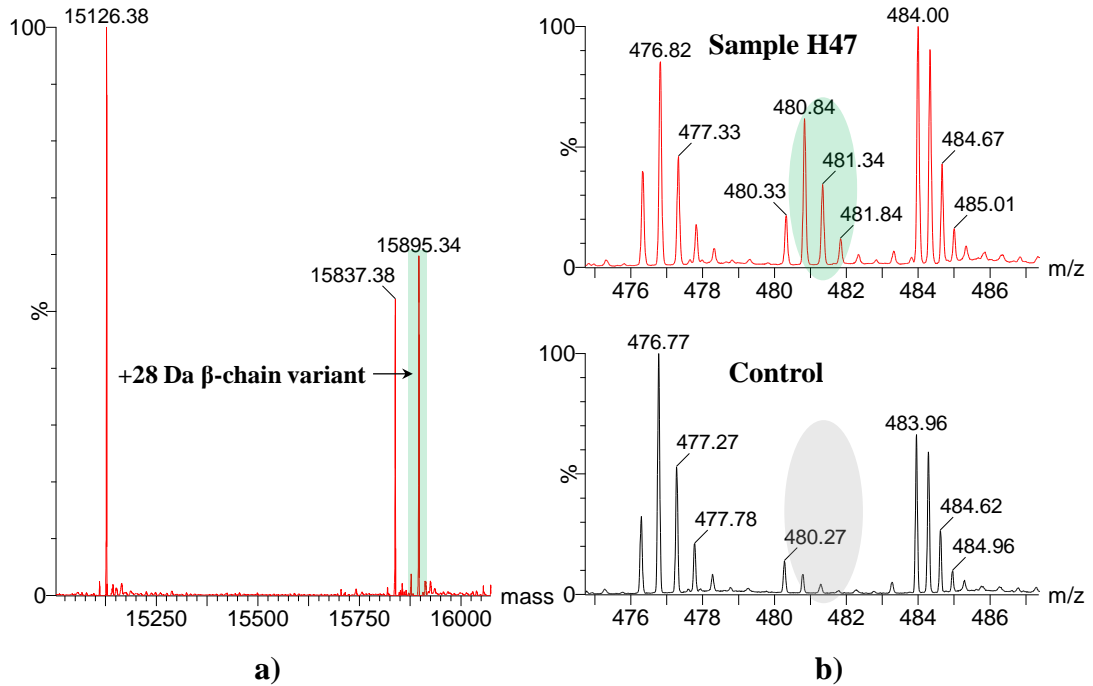 15126.38
100
15895.34
15837.38
%
+28 Da β-chain variant
0
mass
15250 15500 15750 16000
a)
484.00
100
Sample H47
476.82
480.84
477.33
481.34
484.67
%
480.33
481.84
485.01
0
m/z
476 478 480 482 484 486
476.77
100
Control
483.96
477.27
%
477.78
480.27
484.62
484.96
0
m/z
476 478 480 482 484 486
b)